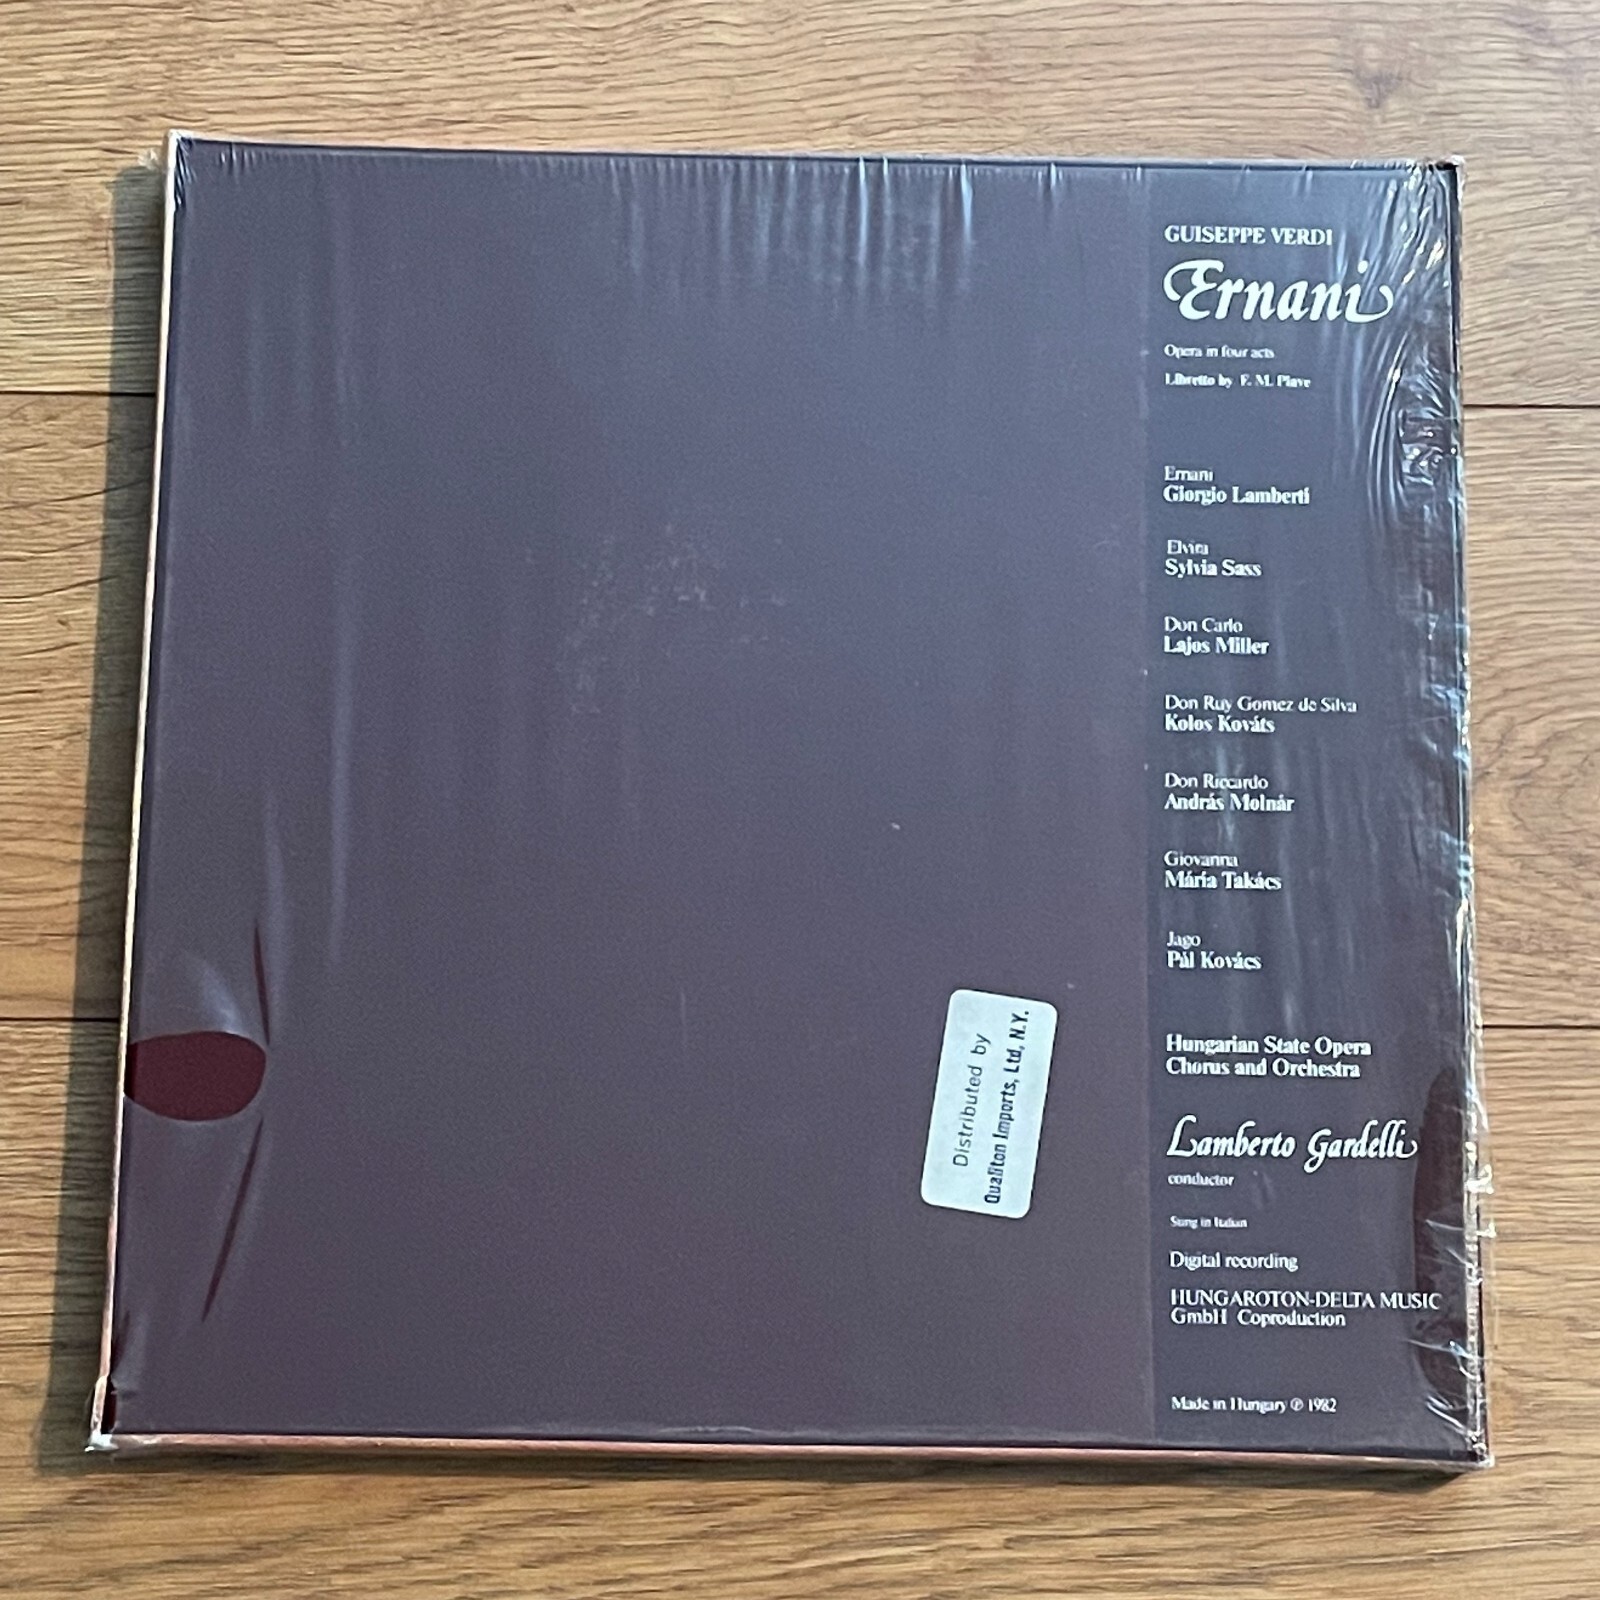 GUISEPPE VERDI
Ernani
Opera in four acts
Libretto by F. M. Piave
Ernani
Giorgio Lamberti
Elvira
Sylvia Sass
Don Carlo
Lajos Miller
Don Ruy Gomez de Silva
Kolos Kováts
Don Riccardo
András Molnár
Giovanna
Mária Takács
Jago
Pál Kovács
Hungarian State Opera
Chorus and Orchestra
Lamberto Gardelli
conductor
Sung in Italian
Digital recording
HUNGAROTON-DELTA MUSIC
GmbH Coproduction
Made in Hungary ℗ 1982
Distributed by
Qualiton Imports, Ltd, N.Y.